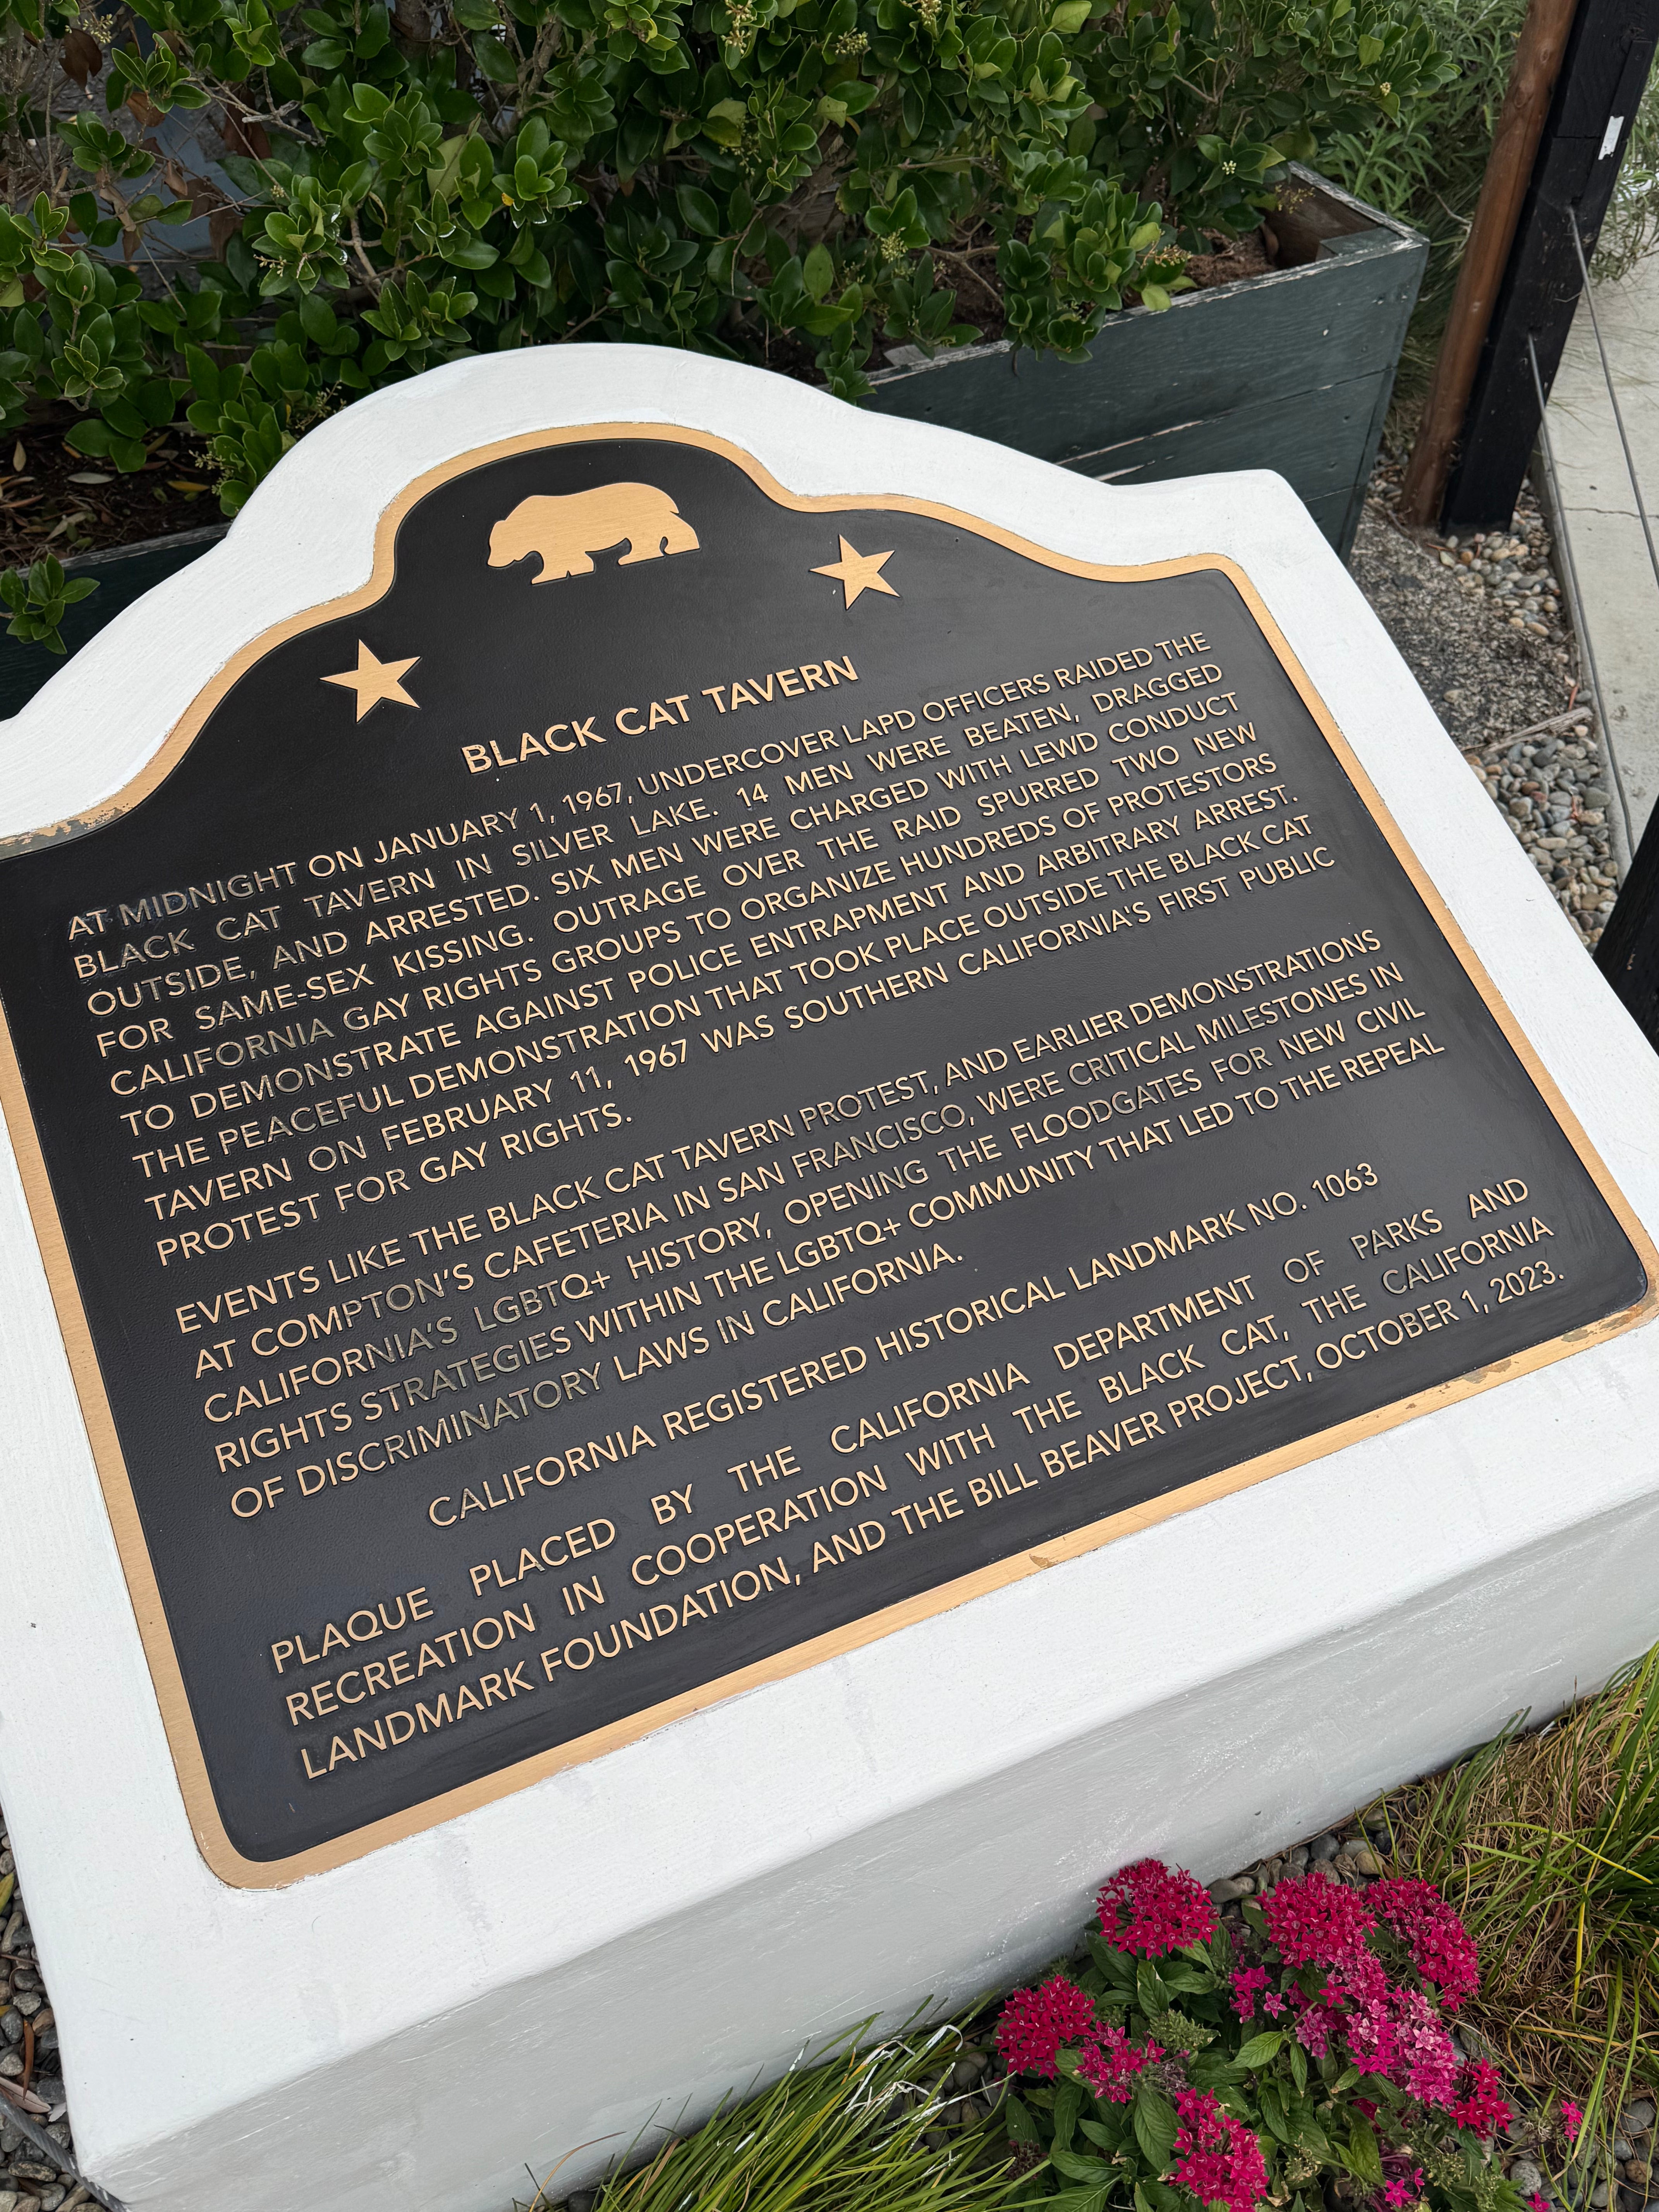 BLACK CAT TAVERN
AT MIDNIGHT ON JANUARY 1, 1967, UNDERCOVER LAPD OFFICERS RAIDED THE
BLACK CAT TAVERN IN SILVER LAKE. 14 MEN WERE BEATEN, DRAGGED
OUTSIDE, AND ARRESTED. SIX MEN WERE CHARGED WITH LEWD CONDUCT
FOR SAME-SEX KISSING. OUTRAGE OVER THE RAID SPURRED TWO NEW
CALIFORNIA GAY RIGHTS GROUPS TO ORGANIZE HUNDREDS OF PROTESTORS
TO DEMONSTRATE AGAINST POLICE ENTRAPMENT AND ARBITRARY ARREST.
THE PEACEFUL DEMONSTRATION THAT TOOK PLACE OUTSIDE THE BLACK CAT
TAVERN ON FEBRUARY 11, 1967 WAS SOUTHERN CALIFORNIA'S FIRST PUBLIC
PROTEST FOR GAY RIGHTS.
EVENTS LIKE THE BLACK CAT TAVERN PROTEST, AND EARLIER DEMONSTRATIONS
AT COMPTON'S CAFETERIA IN SAN FRANCISCO, WERE CRITICAL MILESTONES IN
CALIFORNIA'S LGBTQ+ HISTORY, OPENING THE FLOODGATES FOR NEW CIVIL
RIGHTS STRATEGIES WITHIN THE LGBTQ+ COMMUNITY THAT LED TO THE REPEAL
OF DISCRIMINATORY LAWS IN CALIFORNIA.
CALIFORNIA REGISTERED HISTORICAL LANDMARK NO. 1063
PLAQUE PLACED BY THE CALIFORNIA DEPARTMENT OF PARKS AND
RECREATION IN COOPERATION WITH THE BLACK CAT, THE CALIFORNIA
LANDMARK FOUNDATION, AND THE BILL BEAVER PROJECT, OCTOBER 1, 2023.